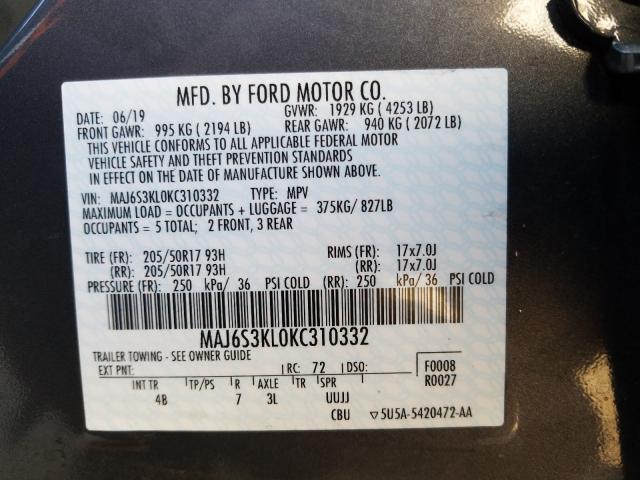 MFD. BY FORD MOTOR CO.
DATE: 06/19 GVWR: 1929 KG ( 4253 LB)
FRONT GAWR: 995 KG ( 2194 LB) REAR GAWR: 940 KG ( 2072 LB)
THIS VEHICLE CONFORMS TO ALL APPLICABLE FEDERAL MOTOR
VEHICLE SAFETY AND THEFT PREVENTION STANDARDS
IN EFFECT ON THE DATE OF MANUFACTURE SHOWN ABOVE.
VIN: MAJ6S3KL0KC310332 TYPE: MPV
MAXIMUM LOAD = OCCUPANTS + LUGGAGE = 375KG/ 827LB
OCCUPANTS = 5 TOTAL; 2 FRONT, 3 REAR
TIRE (FR): 205/50R17 93H RIMS (FR): 17x7.0J
(RR): 205/50R17 93H (RR): 17x7.0J
PRESSURE (FR): 250 kPa/ 36 PSI COLD (RR): 250 kPa/ 36 PSI COLD
MAJ6S3KL0KC310332
TRAILER TOWING - SEE OWNER GUIDE
EXT PNT: RC: 72 DSO: F0008
R0027
INT TR TP/PS R AXLE TR SPR
4B 7 3L UUJJ
CBU ▽5U5A-5420472-AA